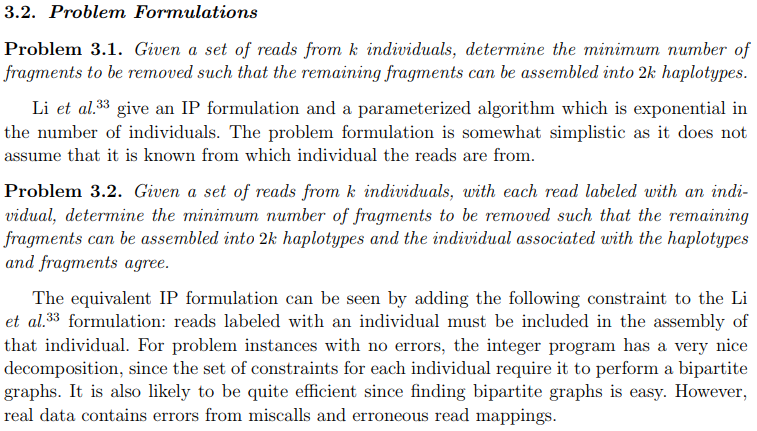 3.2. Problem Formulations
Problem 3.1. Given a set of reads from k individuals, determine the minimum number of
fragments to be removed such that the remaining fragments can be assembled into 2k haplotypes.
Li et al.33 give an IP formulation and a parameterized algorithm which is exponential in
the number of individuals. The problem formulation is somewhat simplistic as it does not
assume that it is known from which individual the reads are from.
Problem 3.2. Given a set of reads from k individuals, with each read labeled with an indi-
vidual, determine the minimum number of fragments to be removed such that the remaining
fragments can be assembled into 2k haplotypes and the individual associated with the haplotypes
and fragments agree.
The equivalent IP formulation can be seen by adding the following constraint to the Li
et al.33 formulation: reads labeled with an individual must be included in the assembly of
that individual. For problem instances with no errors, the integer program has a very nice
decomposition, since the set of constraints for each individual require it to perform a bipartite
graphs. It is also likely to be quite efficient since finding bipartite graphs is easy. However,
real data contains errors from miscalls and erroneous read mappings.